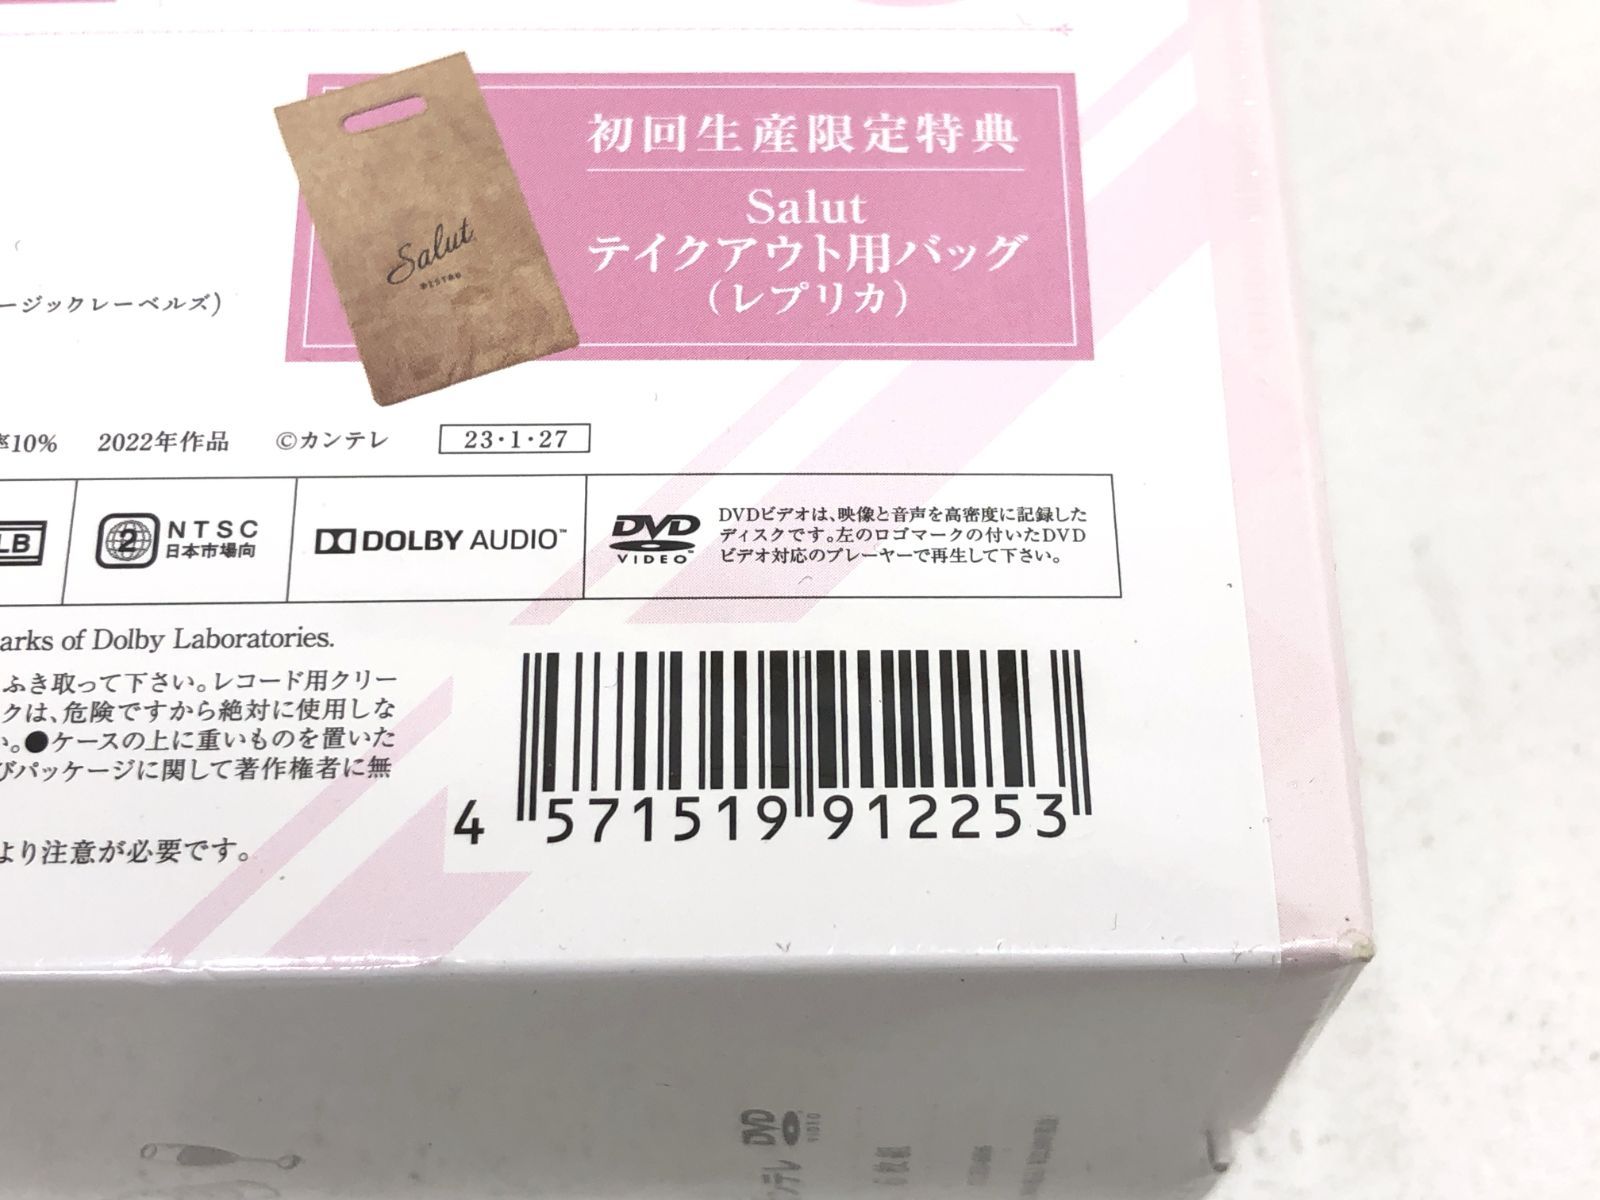 初回生産限定特典
Salut
テイクアウト用バッグ
(レプリカ)
Salut
BISTRO
ージックレーベルズ)
率10% 2022年作品 ©カンテレ 23・1・27
LB
2 NTSC
日本市場向
DOLBY AUDIO™
DVD
VIDEO™
DVDビデオは、映像と音声を高密度に記録した
ディスクです。左のロゴマークの付いたDVD
ビデオ対応のプレーヤーで再生して下さい。
arks of Dolby Laboratories.
ふき取って下さい。レコード用クリー
クは、危険ですから絶対に使用しな
い。●ケースの上に重いものを置いた
びパッケージに関して著作権者に無
より注意が必要です。
4 571519 912253
DVD
VIDEO
ンテレ
6枚組